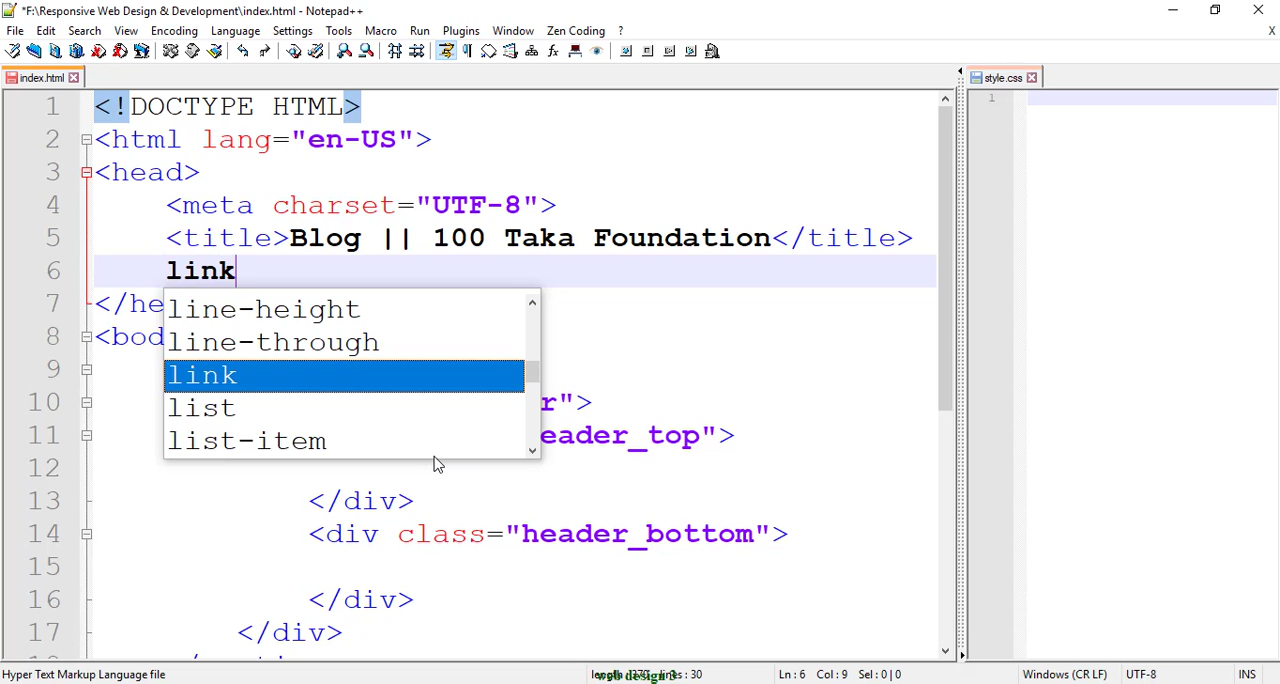 *F:\Responsive Web Design & Development\index.html - Notepad++
File Edit Search View Encoding Language Settings Tools Macro Run Plugins Window Zen Coding ? X
index.html
style.css
1 <!DOCTYPE HTML>
1
2 <html lang="en-US">
3 <head>
4 <meta charset="UTF-8">
5 <title>Blog || 100 Taka Foundation</title>
6 link
7 </he
line-height
8 <bod
line-through
9
link
10 r">
list
11 eader_top">
list-item
12
13 </div>
14 <div class="header_bottom">
15
16 </div>
17 </div>
Hyper Text Markup Language file
lines : 30
web design 3
Ln : 6 Col : 9 Sel : 0 | 0
Windows (CR LF) UTF-8 INS